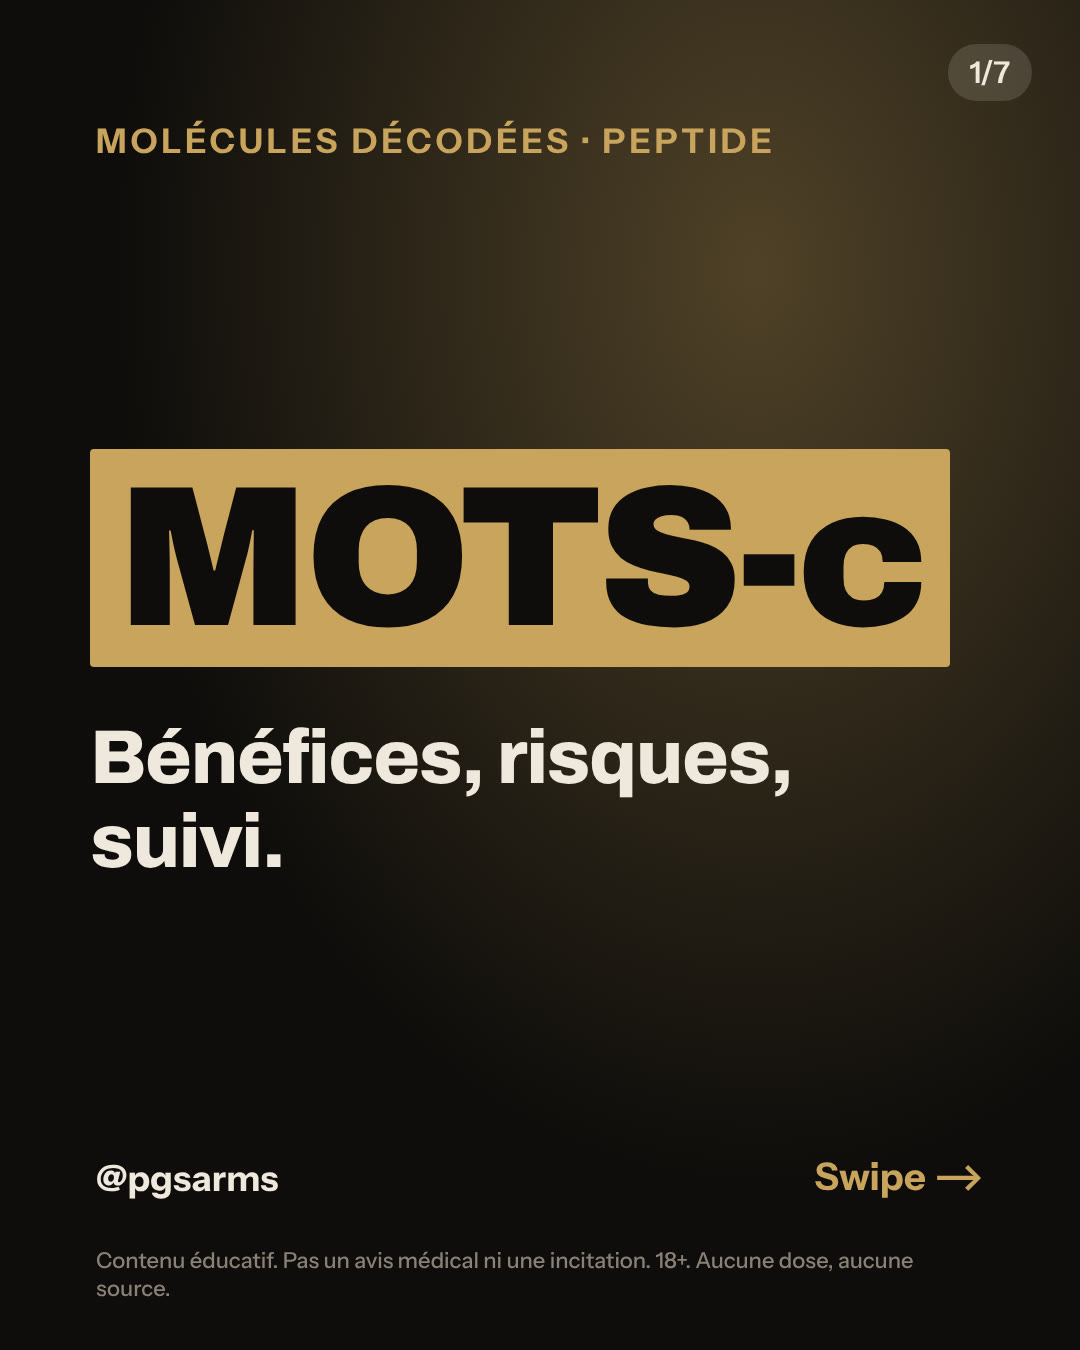 1/7
MOLÉCULES DÉCODÉES · PEPTIDE
MOTS-c
Bénéfices, risques,
suivi.
@pgsarms
Swipe →
Contenu éducatif. Pas un avis médical ni une incitation. 18+. Aucune dose, aucune
source.